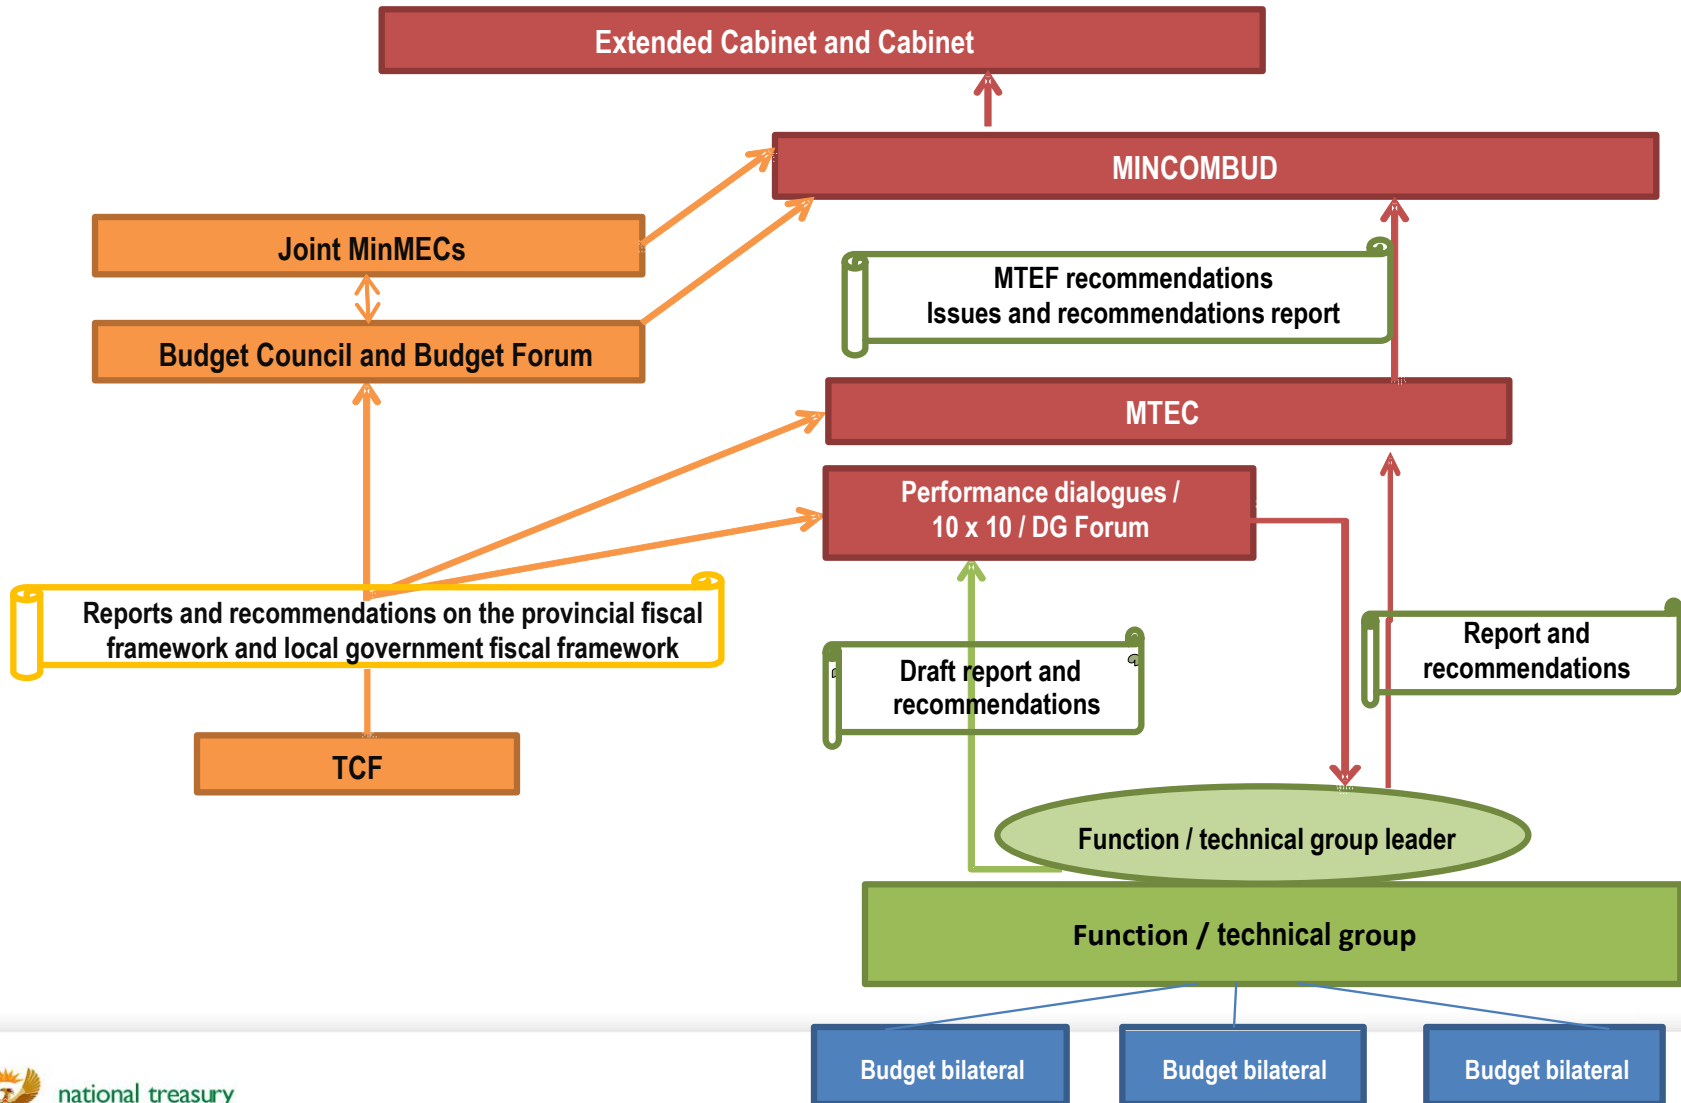 Extended Cabinet and Cabinet
MINCOMBUD
Joint MinMECs
MTEF recommendations
Issues and recommendations report
Budget Council and Budget Forum
MTEC
Performance dialogues /
10 x 10 / DG Forum
Reports and recommendations on the provincial fiscal
framework and local government fiscal framework
Draft report and
recommendations
Report and
recommendations
TCF
Function / technical group leader
Function / technical group
Budget bilateral
Budget bilateral
Budget bilateral
national treasury